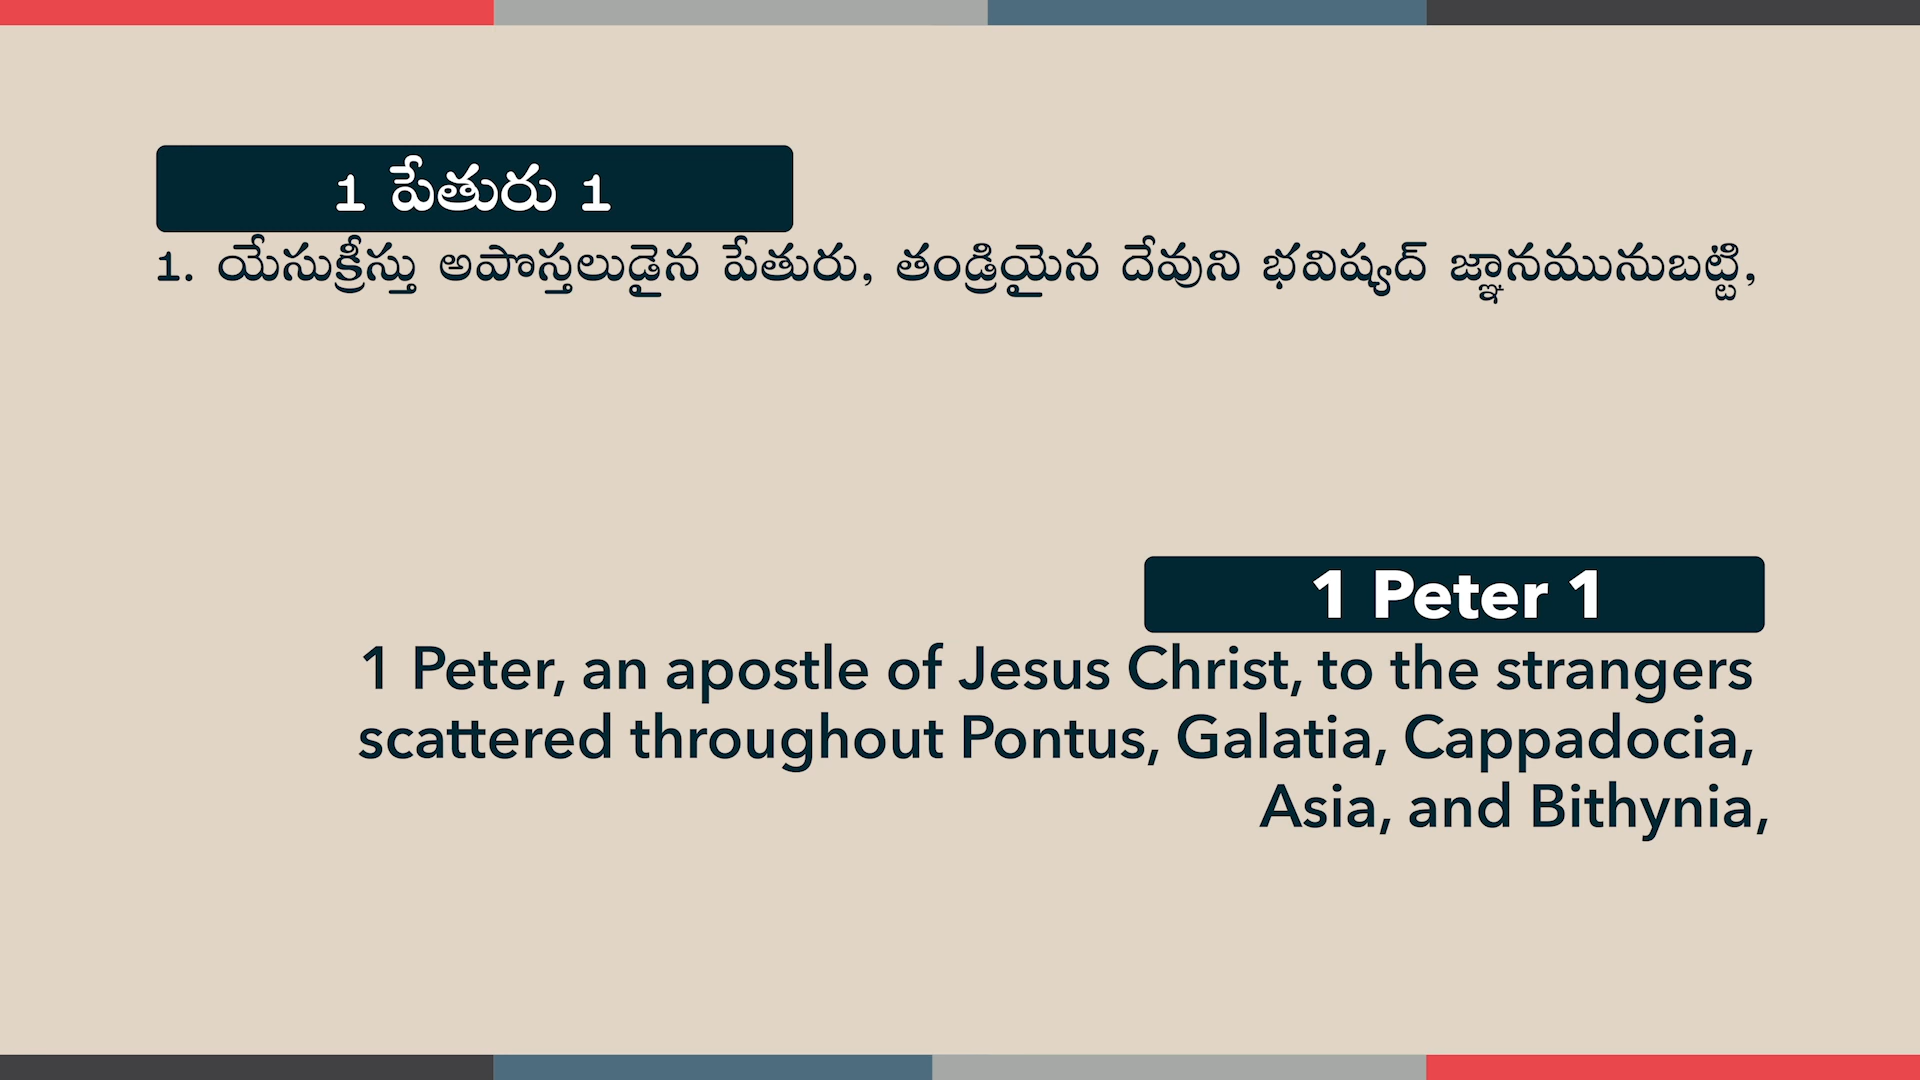 1 పేతురు 1
1. యేసుక్రీస్తు అపొస్తలుడైన పేతురు, తండ్రియైన దేవుని భవిష్యద్ జ్ఞానమునుబట్టి,
1 Peter 1
1 Peter, an apostle of Jesus Christ, to the strangers
scattered throughout Pontus, Galatia, Cappadocia,
Asia, and Bithynia,